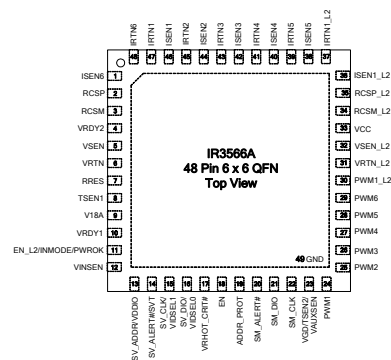 IRTN6
IRTN1
ISEN1
IRTN2
ISEN2
IRTN3
ISEN3
IRTN4
ISEN4
IRTN5
ISEN5
IRTN1_L2
48 47 46 45 44 43 42 41 40 39 38 37
ISEN6 1
RCSP 2
RCSM 3
VRDY2 4
VSEN 5
VRTN 6
RRES 7
TSEN1 8
V18A 9
VRDY1 10
EN_L2/INMODE/PWROK 11
VINSEN 12
IR3566A
48 Pin 6 x 6 QFN
Top View
49 GND
36 ISEN1_L2
35 RCSP_L2
34 RCSM_L2
33 VCC
32 VSEN_L2
31 VRTN_L2
30 PWM1_L2
29 PWM6
28 PWM5
27 PWM4
26 PWM3
25 PWM2
13 14 15 16 17 18 19 20 21 22 23 24
SV_ADDR/VDDIO
SV_ALERT#/SVT
SV_CLK/
VIDSEL1
SV_DIO/
VIDSEL0
VRHOT_CRIT#
EN
ADDR_PROT
SM_ALERT#
SM_DIO
SM_CLK
VGD/TSEN2/
VAUXSEN
PWM1